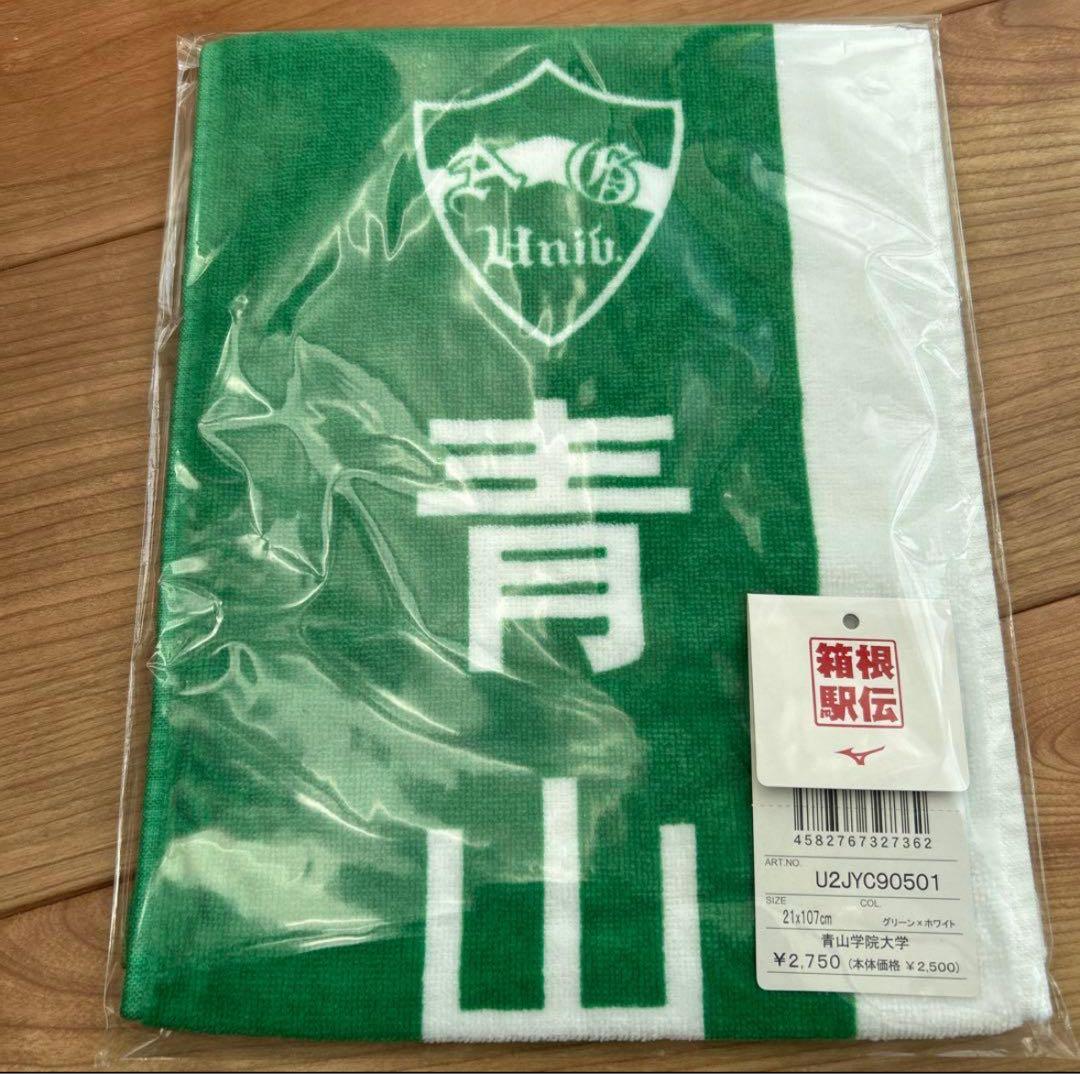 A G
Univ.
青
山
箱根
駅伝
4582767327362
ART.NO.
U2JYC90501
SIZE
COL.
21x107cm
グリーン×ホワイト
青山学院大学
¥2,750 (本体価格 ¥2,500)